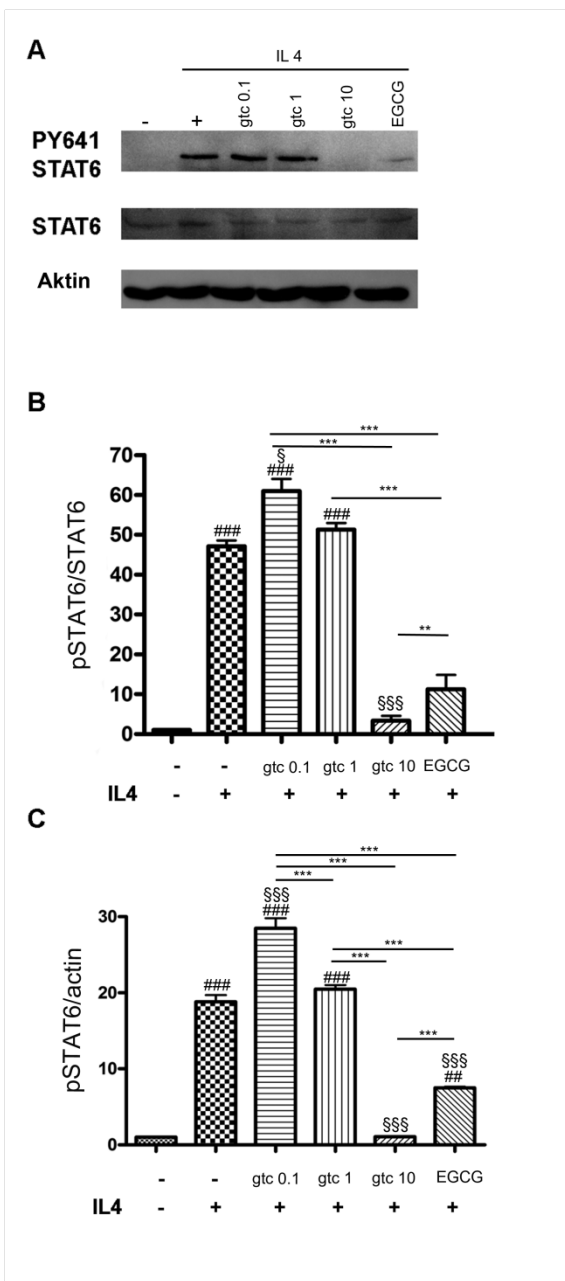 A
IL 4
- + gtc 0.1 gtc 1 gtc 10 EGCG
PY641
STAT6
STAT6
Aktin
B
***
***
§
***
###
###
###
**
§§§
70
60
50
40
30
20
10
0
pSTAT6/STAT6
- - gtc 0.1 gtc 1 gtc 10 EGCG
IL4 - + + + + +
C
***
***
***
§§§
***
###
***
###
###
***
§§§
##
§§§
30
20
10
0
pSTAT6/actin
- - gtc 0.1 gtc 1 gtc 10 EGCG
IL4 - + + + + +